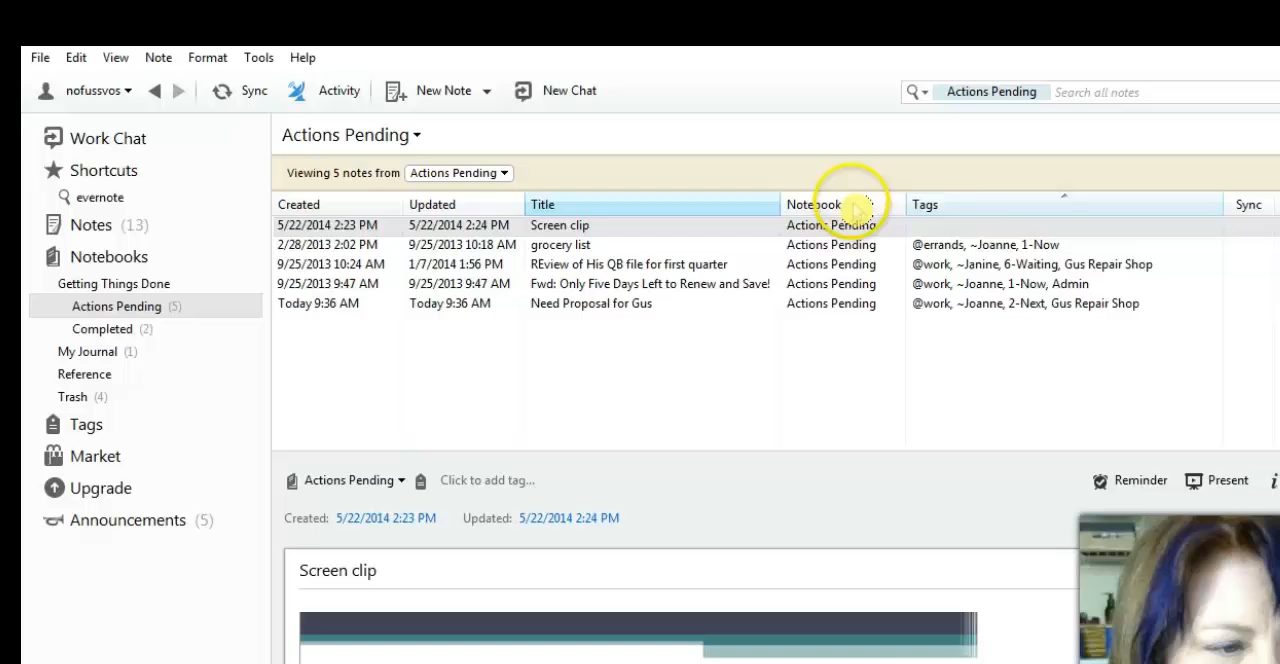 File Edit View Note Format Tools Help
nofussvos Sync Activity New Note New Chat Actions Pending Search all notes
Work Chat
Shortcuts
evernote
Notes (13)
Notebooks
Getting Things Done
Actions Pending (5)
Completed (2)
My Journal (1)
Reference
Trash (4)
Tags
Market
Upgrade
Announcements (5)
Actions Pending
Viewing 5 notes from Actions Pending
Created Updated Title Notebook Tags Sync
5/22/2014 2:23 PM 5/22/2014 2:24 PM Screen clip Actions Pending
2/28/2013 2:02 PM 9/25/2013 10:18 AM grocery list Actions Pending @errands, ~Joanne, 1-Now
9/25/2013 10:24 AM 1/7/2014 1:56 PM REview of His QB file for first quarter Actions Pending @work, ~Janine, 6-Waiting, Gus Repair Shop
9/25/2013 9:47 AM 9/25/2013 9:47 AM Fwd: Only Five Days Left to Renew and Save! Actions Pending @work, ~Joanne, 1-Now, Admin
Today 9:36 AM Today 9:36 AM Need Proposal for Gus Actions Pending @work, ~Joanne, 2-Next, Gus Repair Shop
Actions Pending Click to add tag... Reminder Present
Created: 5/22/2014 2:23 PM Updated: 5/22/2014 2:24 PM
Screen clip